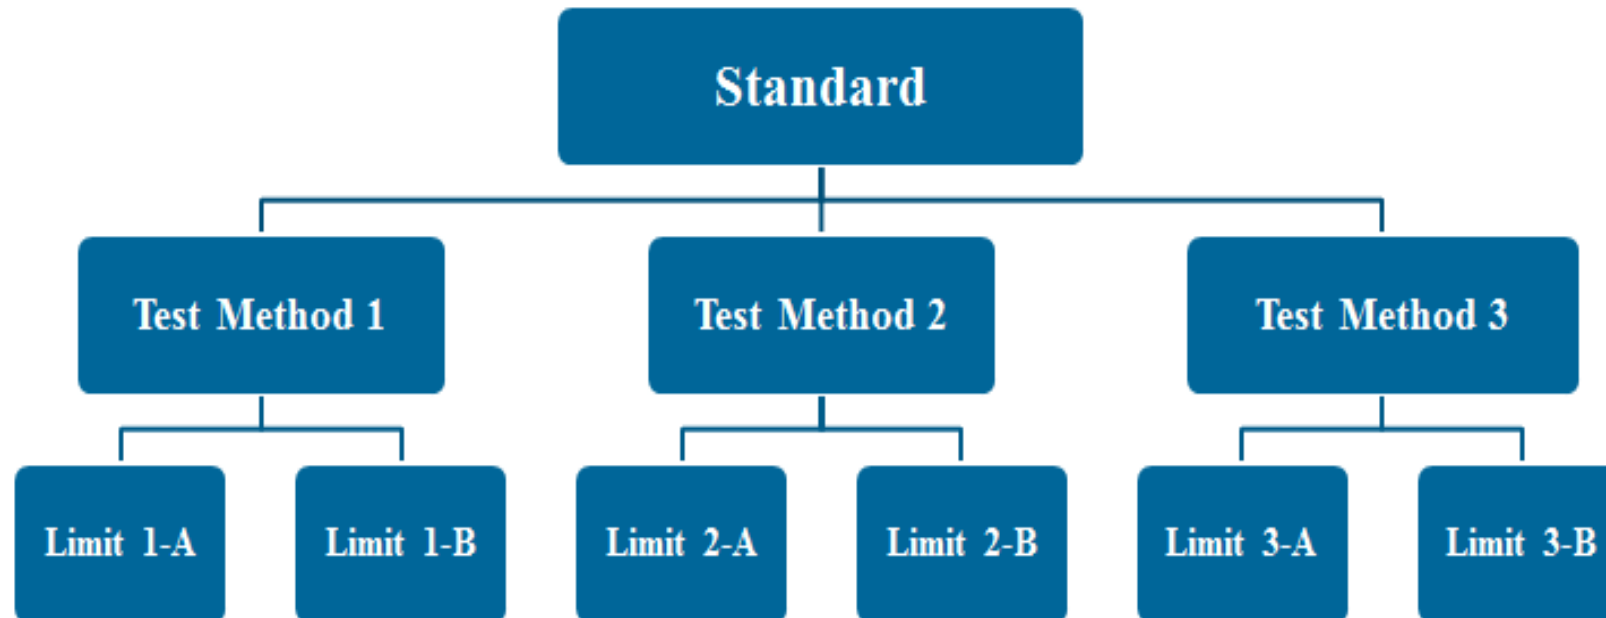 Standard
Test Method 1
Test Method 2
Test Method 3
Limit 1-A
Limit 1-B
Limit 2-A
Limit 2-B
Limit 3-A
Limit 3-B